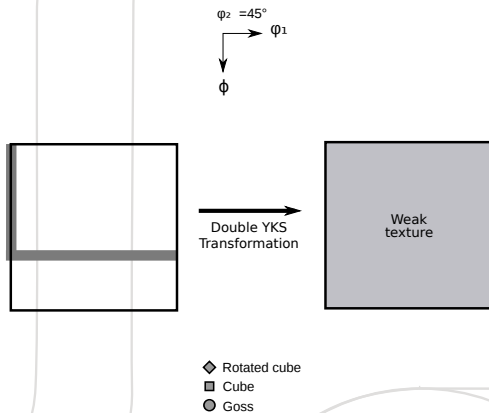 φ₂ =45°
φ₁
ϕ
Double YKS
Transformation
Weak
texture
Rotated cube
Cube
Goss